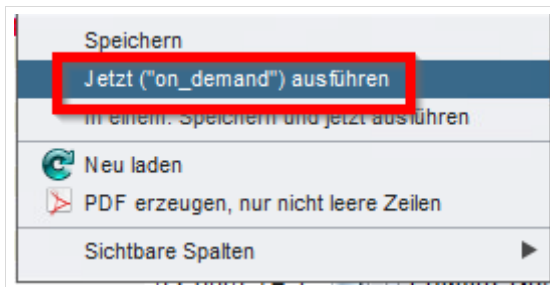 Speichern
Jetzt ("on_demand") ausführen
In einem: Speichern und jetzt ausführen
Neu laden
PDF erzeugen, nur nicht leere Zeilen
Sichtbare Spalten